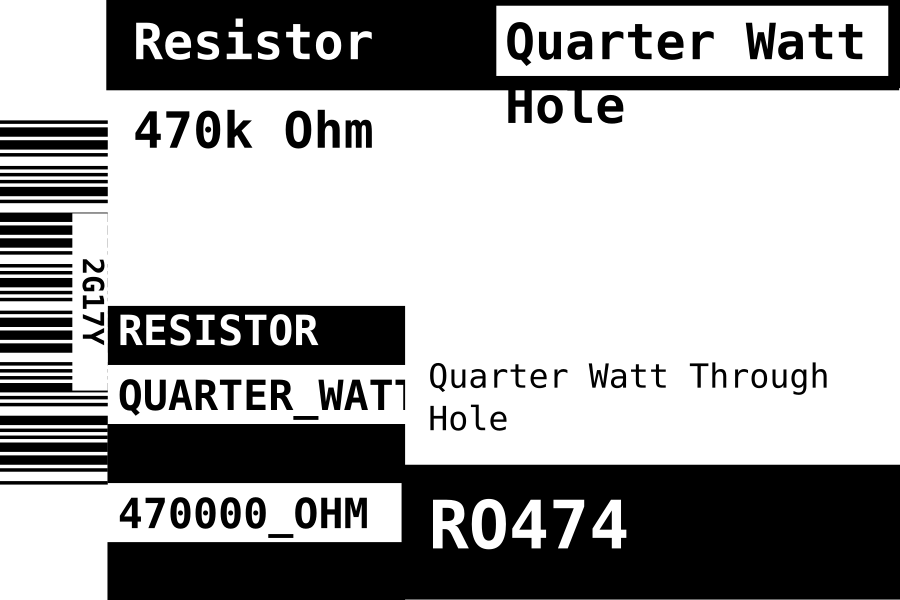 Resistor
Quarter Watt
Hole
470k Ohm
2G17Y
RESISTOR
QUARTER_WATT
Quarter Watt Through
Hole
470000_OHM
RO474